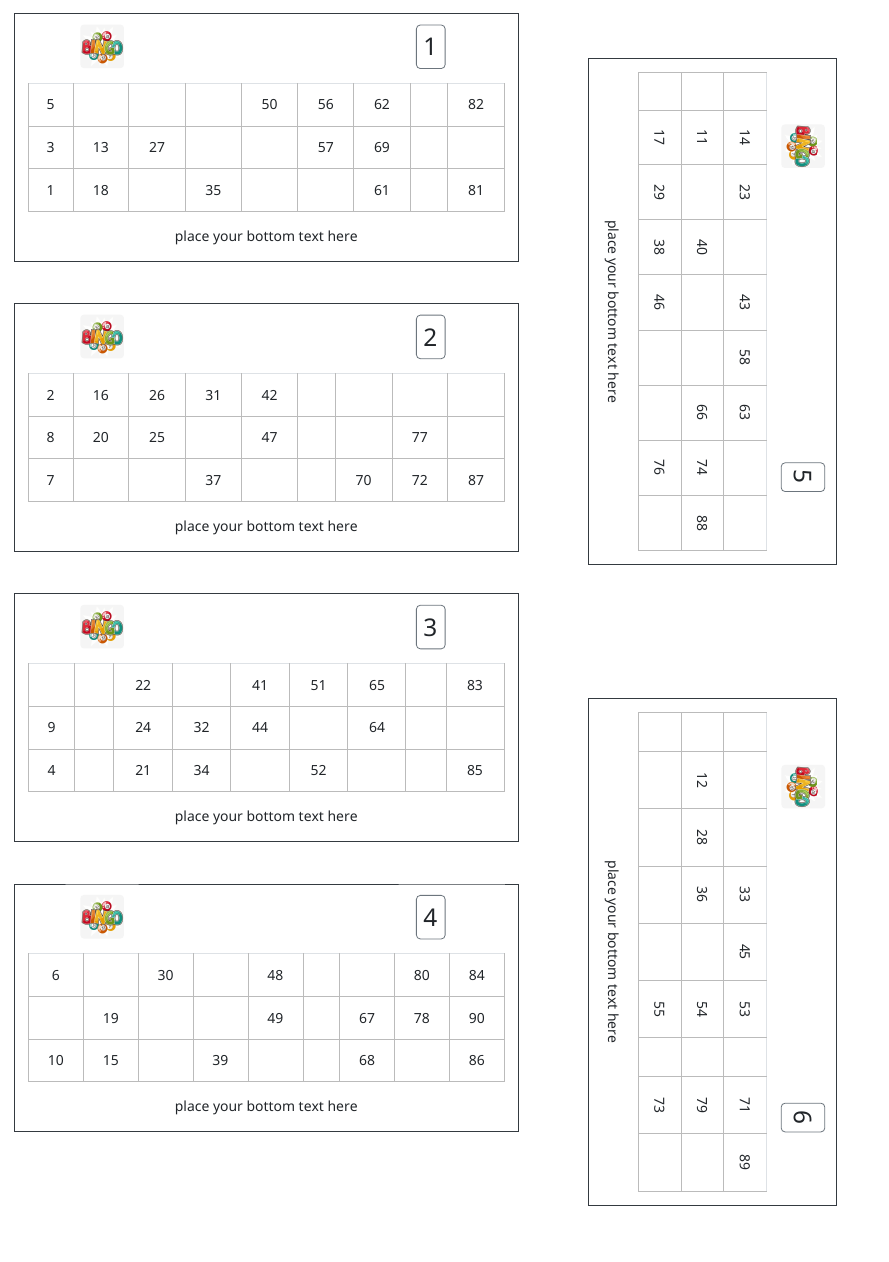 BINGO
1
5 50 56 62 82
3 13 27 57 69
1 18 35 61 81
place your bottom text here
BINGO
2
2 16 26 31 42
8 20 25 47 77
7 37 70 72 87
place your bottom text here
BINGO
3
22 41 51 65 83
9 24 32 44 64
4 21 34 52 85
place your bottom text here
BINGO
4
6 30 48 80 84
19 49 67 78 90
10 15 39 68 86
place your bottom text here
BINGO
5
14 23 43 58 63
11 40 66 74 88
17 29 38 46 76
place your bottom text here
BINGO
6
33 45 53 71 89
12 28 36 54 79
55 73
place your bottom text here